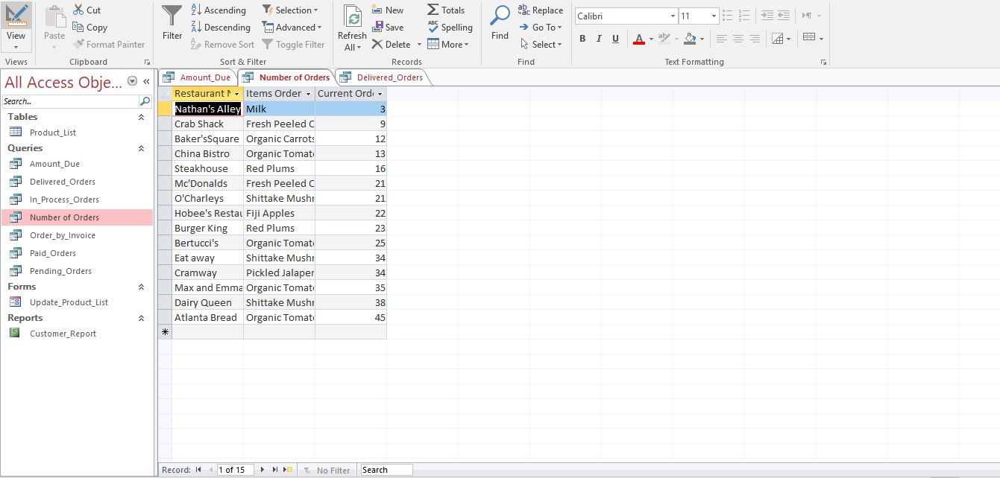 View
Views
Paste
Cut
Copy
Format Painter
Clipboard
Filter
Ascending
Descending
Remove Sort
Selection
Advanced
Toggle Filter
Sort & Filter
Refresh
All
New
Save
Delete
Totals
Spelling
More
Records
Find
Replace
Go To
Select
Find
Calibri
11
B I U
Text Formatting
All Access Obje...
Search...
Tables
Product_List
Queries
Amount_Due
Delivered_Orders
In_Process_Orders
Number of Orders
Order_by_Invoice
Paid_Orders
Pending_Orders
Forms
Update_Product_List
Reports
Customer_Report
Amount_Due Number of Orders Delivered_Orders
Restaurant N Items Order Current Orde
Nathan's Alley Milk 3
Crab Shack Fresh Peeled C 9
Baker'sSquare Organic Carrots 12
China Bistro Organic Tomat 13
Steakhouse Red Plums 16
Mc'Donalds Fresh Peeled C 21
O'Charleys Shittake Mushr 21
Hobee's Restau Fiji Apples 22
Burger King Red Plums 23
Bertucci's Organic Tomat 25
Eat away Shittake Mushr 34
Cramway Pickled Jalaper 34
Max and Emma Organic Tomat 35
Dairy Queen Shittake Mushr 38
Atlanta Bread Organic Tomat 45
Record: 1 of 15 No Filter Search